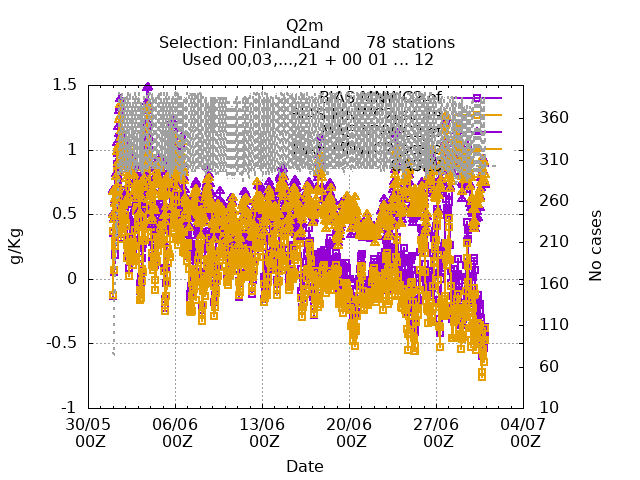 Q2m
Selection: FinlandLand 78 stations
Used 00,03,...,21 + 00 01 ... 12
1.5
1
0.5
0
-0.5
-1
360
310
260
210
160
110
60
10
g/Kg
No cases
30/05 06/06 13/06 20/06 27/06 04/07
00Z 00Z 00Z 00Z 00Z 00Z
Date